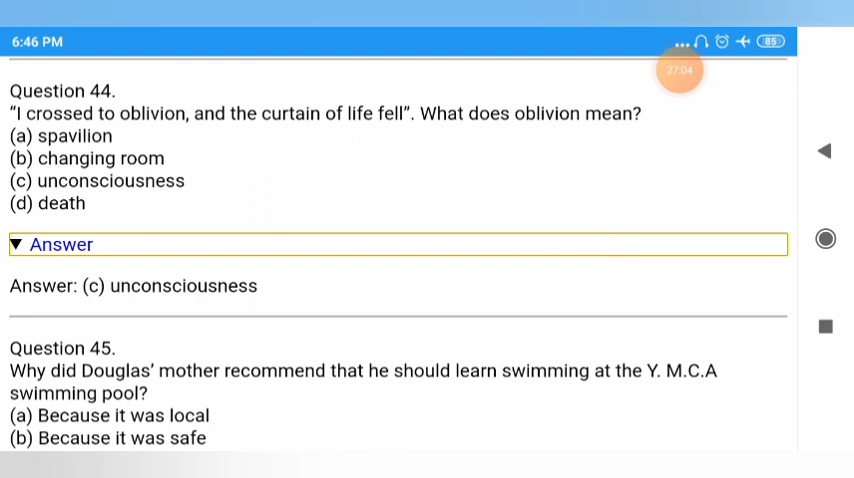 6:46 PM
85
27:04
Question 44.
“I crossed to oblivion, and the curtain of life fell”. What does oblivion mean?
(a) spavilion
(b) changing room
(c) unconsciousness
(d) death
Answer
Answer: (c) unconsciousness
Question 45.
Why did Douglas’ mother recommend that he should learn swimming at the Y. M.C.A
swimming pool?
(a) Because it was local
(b) Because it was safe